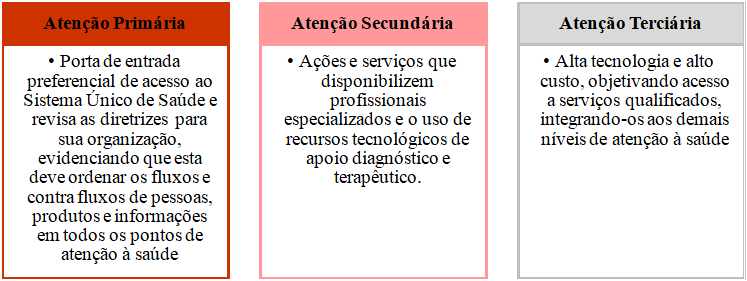 Atenção Primária
• Porta de entrada
preferencial de acesso ao
Sistema Único de Saúde e
revisa as diretrizes para
sua organização,
evidenciando que esta
deve ordenar os fluxos e
contra fluxos de pessoas,
produtos e informações
em todos os pontos de
atenção à saúde
Atenção Secundária
• Ações e serviços que
disponibilizem
profissionais
especializados e o uso de
recursos tecnológicos de
apoio diagnóstico e
terapêutico.
Atenção Terciária
• Alta tecnologia e alto
custo, objetivando acesso
a serviços qualificados,
integrando-os aos demais
níveis de atenção à saúde